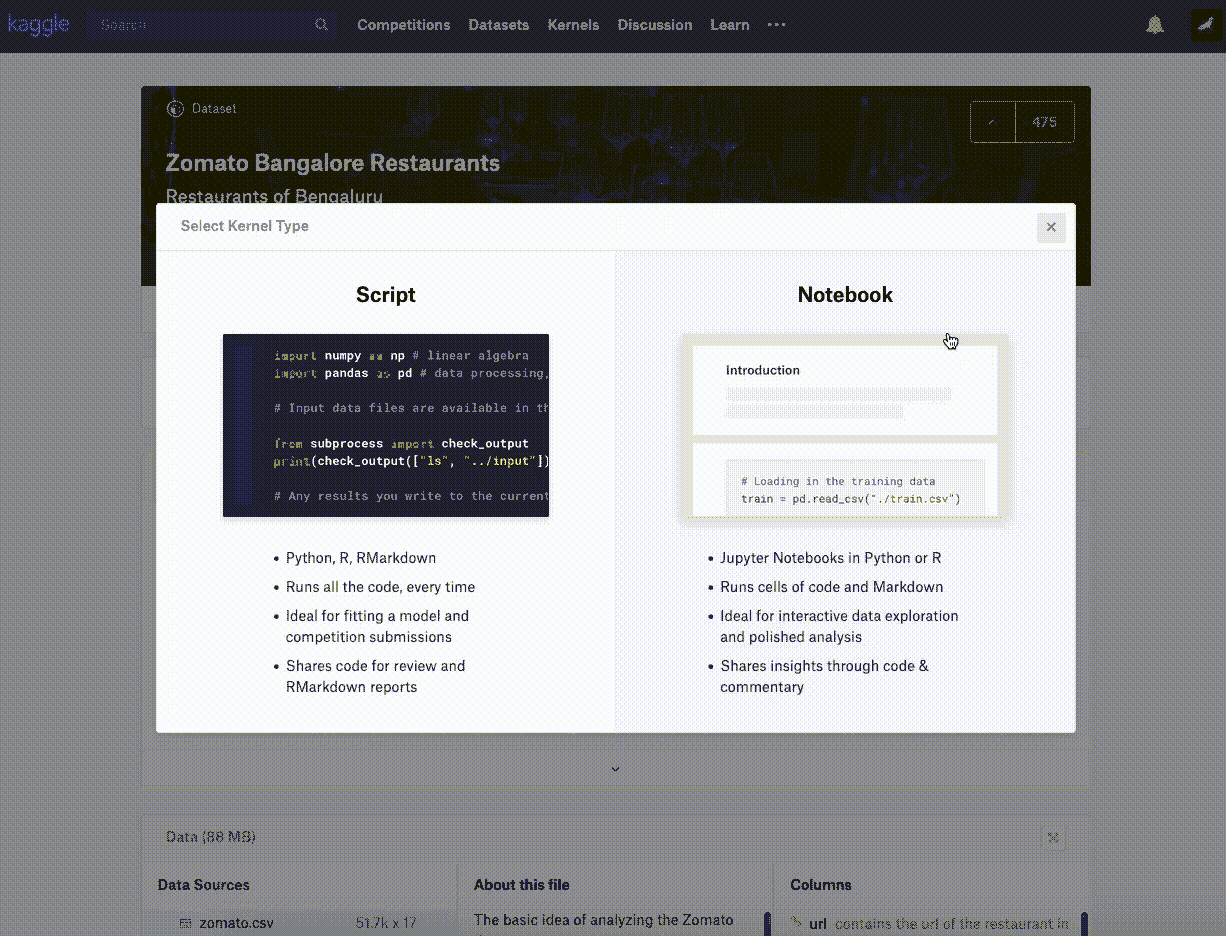 kaggle
Search
Competitions
Datasets
Kernels
Discussion
Learn
Dataset
475
Zomato Bangalore Restaurants
Restaurants of Bengaluru
Select Kernel Type
Script
import numpy as np # linear algebra
import pandas as pd # data processing,
# Input data files are available in th
from subprocess import check_output
print(check_output(["ls", "../input"])
# Any results you write to the current
• Python, R, RMarkdown
• Runs all the code, every time
• Ideal for fitting a model and
competition submissions
• Shares code for review and
RMarkdown reports
Notebook
Introduction
# Loading in the training data
train = pd.read_csv("./train.csv")
• Jupyter Notebooks in Python or R
• Runs cells of code and Markdown
• Ideal for interactive data exploration
and polished analysis
• Shares insights through code &
commentary
Data (88 MB)
Data Sources
zomato.csv
51.7k x 17
About this file
The basic idea of analyzing the Zomato
Columns
url contains the url of the restaurant in